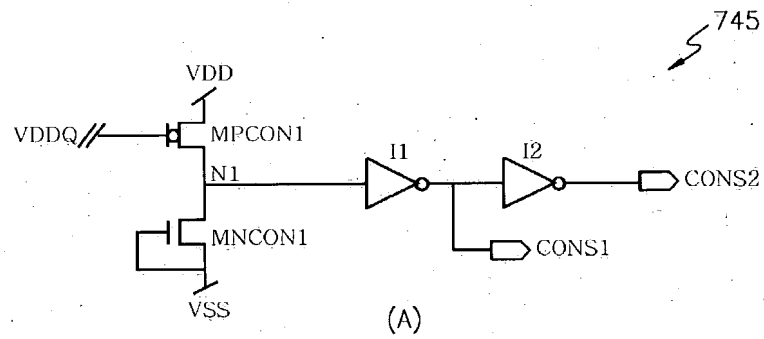 745
VDD
VDDQ
MPCON1
N1
I1
I2
CONS2
MNCON1
CONS1
VSS
(A)